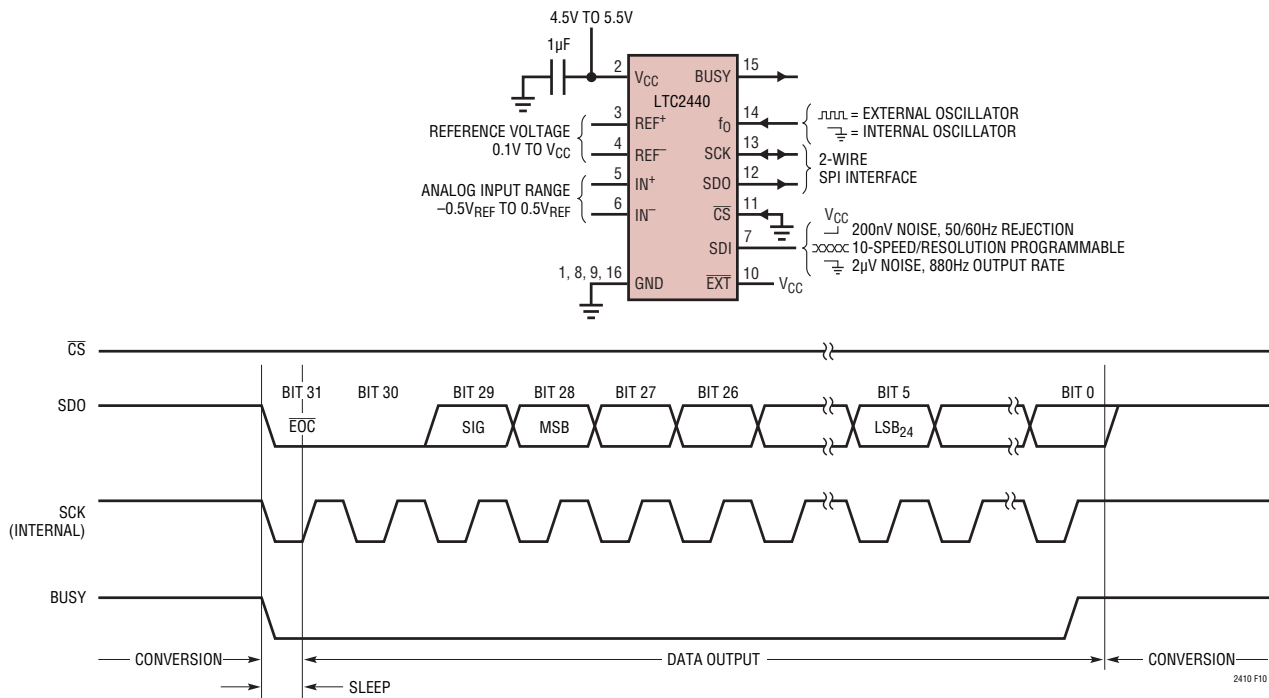 4.5V TO 5.5V
1µF
2
VCC
BUSY
15
LTC2440
REFERENCE VOLTAGE
0.1V TO VCC
3
REF+
4
REF−
fO
14
= EXTERNAL OSCILLATOR
= INTERNAL OSCILLATOR
SCK
13
SDO
12
2-WIRE
SPI INTERFACE
ANALOG INPUT RANGE
–0.5VREF TO 0.5VREF
5
IN+
6
IN−
CS
11
SDI
7
VCC
200nV NOISE, 50/60Hz REJECTION
10-SPEED/RESOLUTION PROGRAMMABLE
2µV NOISE, 880Hz OUTPUT RATE
1, 8, 9, 16
GND
EXT
10
VCC
CS
SDO
BIT 31
BIT 30
BIT 29
BIT 28
BIT 27
BIT 26
BIT 5
BIT 0
EOC
SIG
MSB
LSB24
SCK
(INTERNAL)
BUSY
CONVERSION
DATA OUTPUT
CONVERSION
SLEEP
2410 F10